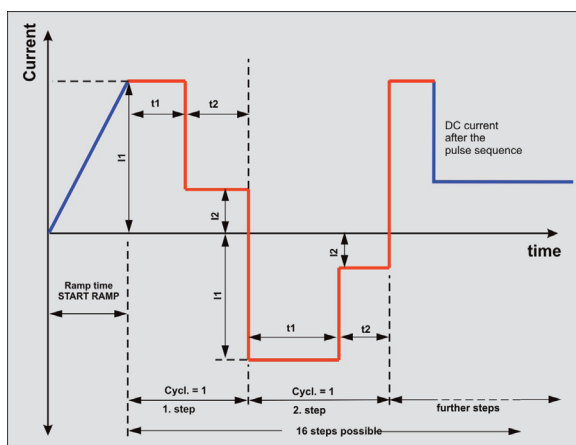 Current
t1
t2
DC current
after the
pulse sequence
I1
I2
time
I2
Ramp time
START RAMP
I1
t1
t2
Cycl. = 1
Cycl. = 1
1. step
2. step
further steps
16 steps possible